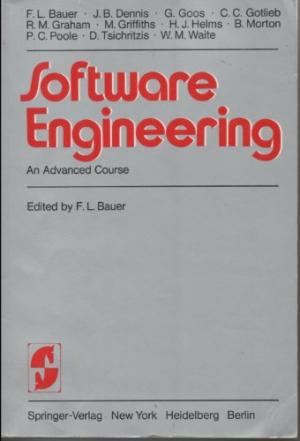 F. L. Bauer · J. B. Dennis · G. Goos · C. C. Gotlieb
R. M. Graham · M. Griffiths · H. J. Helms · B. Morton
P. C. Poole · D. Tsichritzis · W. M. Waite
Software
Engineering
An Advanced Course
Edited by F. L. Bauer
Springer-Verlag New York Heidelberg Berlin